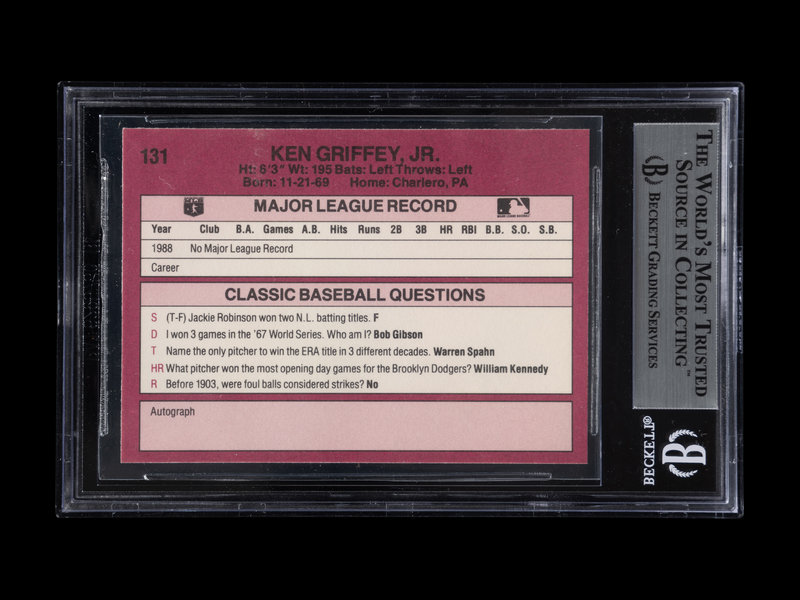 131
KEN GRIFFEY, JR.
Ht: 6'3" Wt: 195 Bats: Left Throws: Left
Born: 11-21-69 Home: Charlero, PA
MAJOR LEAGUE RECORD
Year Club B.A. Games A.B. Hits Runs 2B 3B HR RBI B.B. S.O. S.B.
1988 No Major League Record
Career
CLASSIC BASEBALL QUESTIONS
S (T-F) Jackie Robinson won two N.L. batting titles. F
D I won 3 games in the '67 World Series. Who am I? Bob Gibson
T Name the only pitcher to win the ERA title in 3 different decades. Warren Spahn
HR What pitcher won the most opening day games for the Brooklyn Dodgers? William Kennedy
R Before 1903, were foul balls considered strikes? No
Autograph
THE WORLD'S MOST TRUSTED
SOURCE IN COLLECTING™
B BECKETT GRADING SERVICES
BECKETT®
B